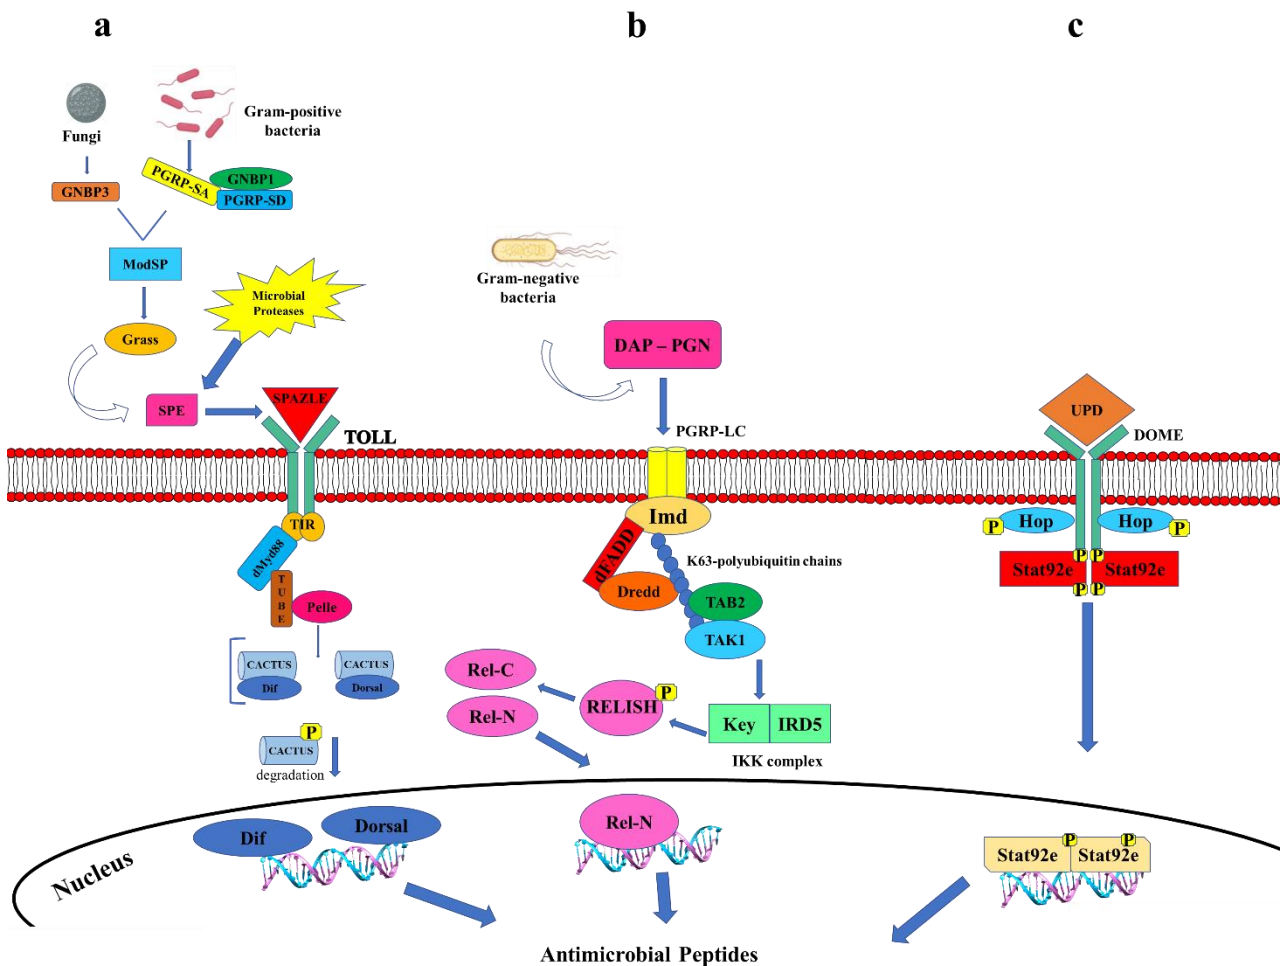 a
b
c
Fungi
Gram-positive
bacteria
GNBP3
PGRP-SA
GNBP1
PGRP-SD
ModSP
Grass
Microbial
Proteases
SPE
SPAZLE
TOLL
TIR
dMyd88
TUBE
Pelle
CACTUS
Dif
CACTUS
Dorsal
P
CACTUS
degradation
Gram-negative
bacteria
DAP – PGN
PGRP-LC
Imd
dFADD
K63-polyubiquitin chains
Dredd
TAB2
TAK1
Rel-C
Rel-N
RELISH
P
Key
IRD5
IKK complex
UPD
DOME
P
Hop
Hop
P
Stat92e
P
P
Stat92e
P
P
Nucleus
Dif
Dorsal
Rel-N
Stat92e
P
Stat92e
P
Antimicrobial Peptides